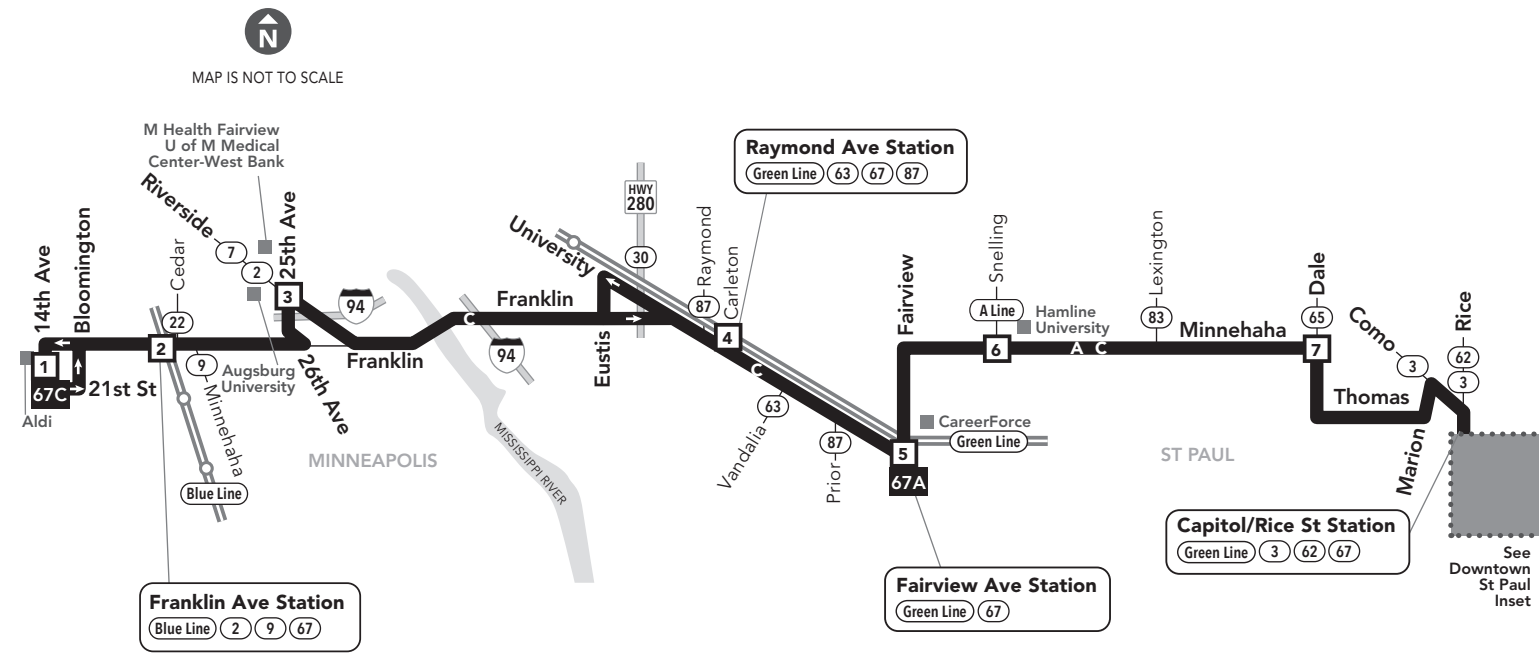 N
MAP IS NOT TO SCALE
M Health Fairview
U of M Medical
Center-West Bank
Riverside
7
2
25th Ave
3
14th Ave
Bloomington
Cedar
22
1
67C
21st St
Aldi
2
9
Minnehaha
Blue Line
Augsburg
University
26th Ave
94
Franklin
MINNEAPOLIS
MISSISSIPPI RIVER
C
94
Franklin
University
HWY
280
30
Eustis
Raymond
87
Carleton
4
Raymond Ave Station
Green Line 63 67 87
C
63
Vandalia
87
Prior
5
67A
Fairview
CareerForce
Green Line
Snelling
A Line
6
Hamline
University
A C
Lexington
83
Minnehaha
Dale
65
7
Thomas
Como
3
Marion
Rice
62
3
ST PAUL
Capitol/Rice St Station
Green Line 3 62 67
See
Downtown
St Paul
Inset
Franklin Ave Station
Blue Line 2 9 67
Fairview Ave Station
Green Line 67